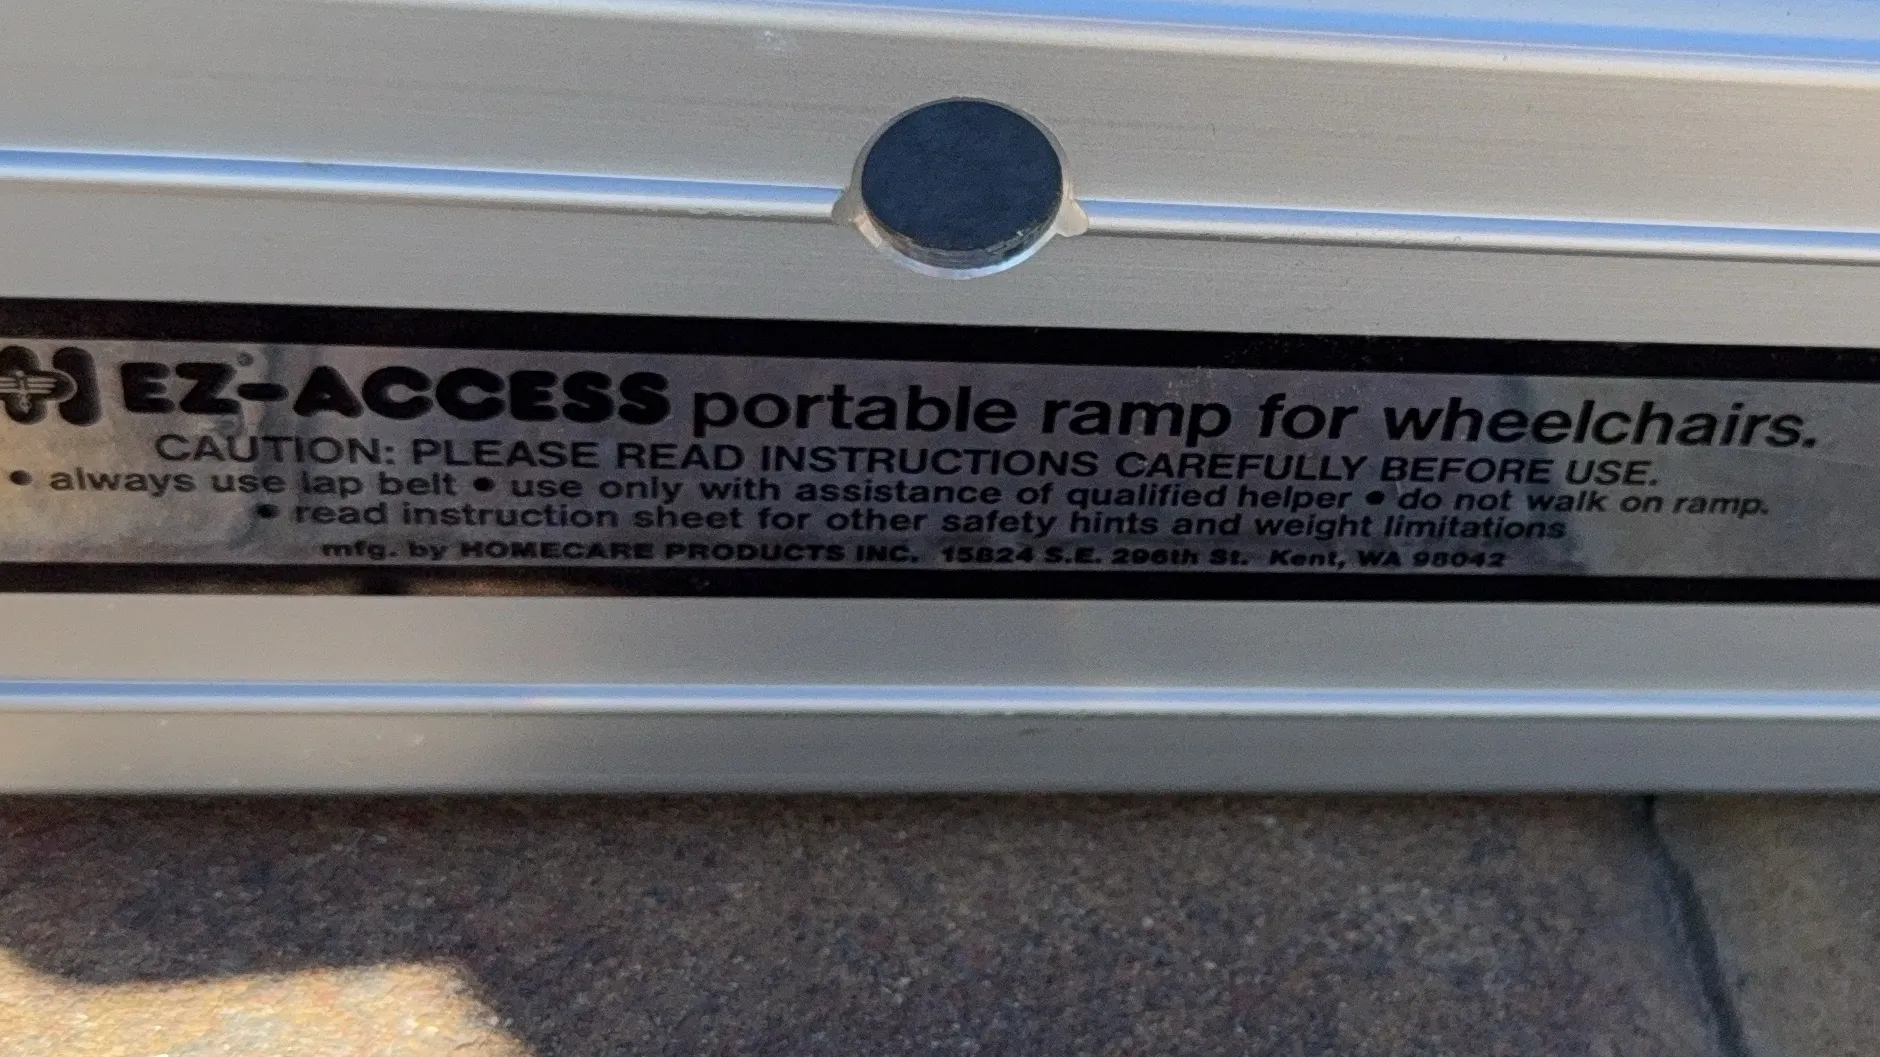 EZ-ACCESS portable ramp for wheelchairs.
CAUTION: PLEASE READ INSTRUCTIONS CAREFULLY BEFORE USE.
• always use lap belt • use only with assistance of qualified helper • do not walk on ramp.
• read instruction sheet for other safety hints and weight limitations
mfg. by HOMECARE PRODUCTS INC. 15824 S.E. 296th St. Kent, WA 98042